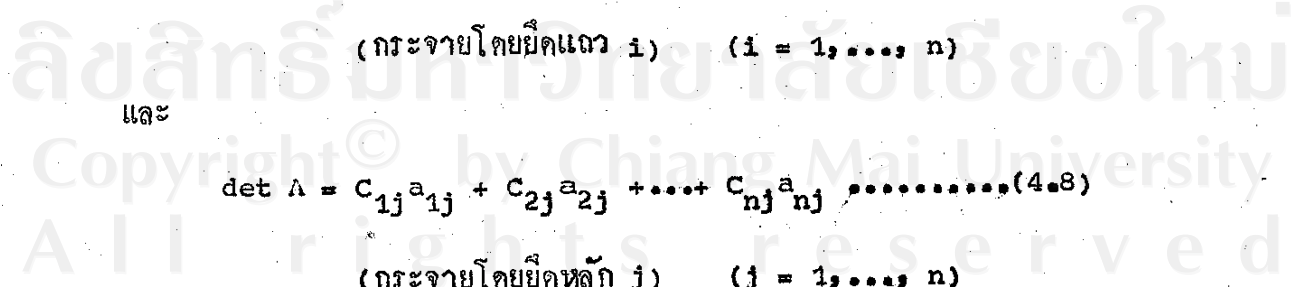 (กระจายโดยยึดแถว i) (i = 1,..., n)
ลิขสิทธิ์มหาวิทยาลัยเชียงใหม่
และ
Copyright© by Chiang Mai University
det A = C1ja1j + C2ja2j +...+ Cnjanj ..........(4.8)
All rights reserved
(กระจายโดยยึดหลัก j) (j = 1,..., n)